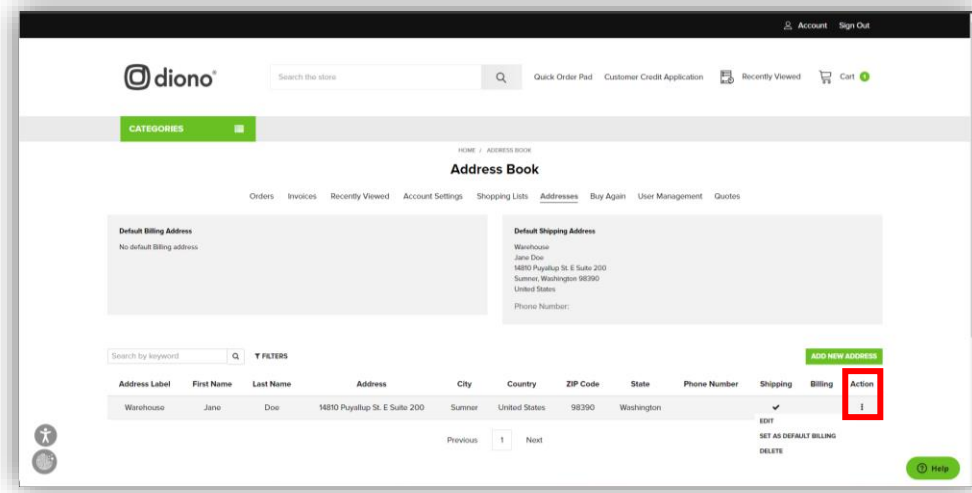 Account Sign Out
diono®
Search the store
Quick Order Pad Customer Credit Application Recently Viewed Cart
CATEGORIES
HOME / ADDRESS BOOK
Address Book
Orders Invoices Recently Viewed Account Settings Shopping Lists Addresses Buy Again User Management Quotes
Default Billing Address
No default Billing address
Default Shipping Address
Warehouse
Jane Doe
14810 Puyallup St. E Suite 200
Sumner, Washington 98390
United States
Phone Number:
Search by keyword FILTERS ADD NEW ADDRESS
Address Label First Name Last Name Address City Country ZIP Code State Phone Number Shipping Billing Action
Warehouse Jane Doe 14810 Puyallup St. E Suite 200 Sumner United States 98390 Washington
EDIT
SET AS DEFAULT BILLING
DELETE
Previous 1 Next
Help